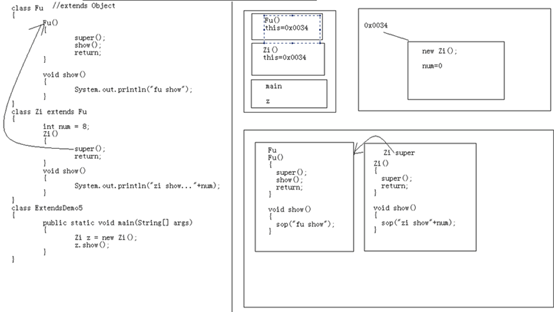 class Fu //extends Object
{
Fu()
{
super();
show();
return;
}
void show()
{
System.out.println("fu show");
}
}
class Zi extends Fu
{
int num = 8;
Zi()
{
super();
return;
}
void show()
{
System.out.println("zi show..."+num);
}
}
class ExtendsDemo5
{
public static void main(String[] args)
{
Zi z = new Zi();
z.show();
}
}
Fu()
this=0x0034
Zi()
this=0x0034
main
z
0x0034
new Zi();
num=0
Fu
Fu()
{
super();
show();
return;
}
void show()
{
sop("fu show");
}
Zi super
Zi()
{
super();
return;
}
void show()
{
sop("zi show"+num);
}